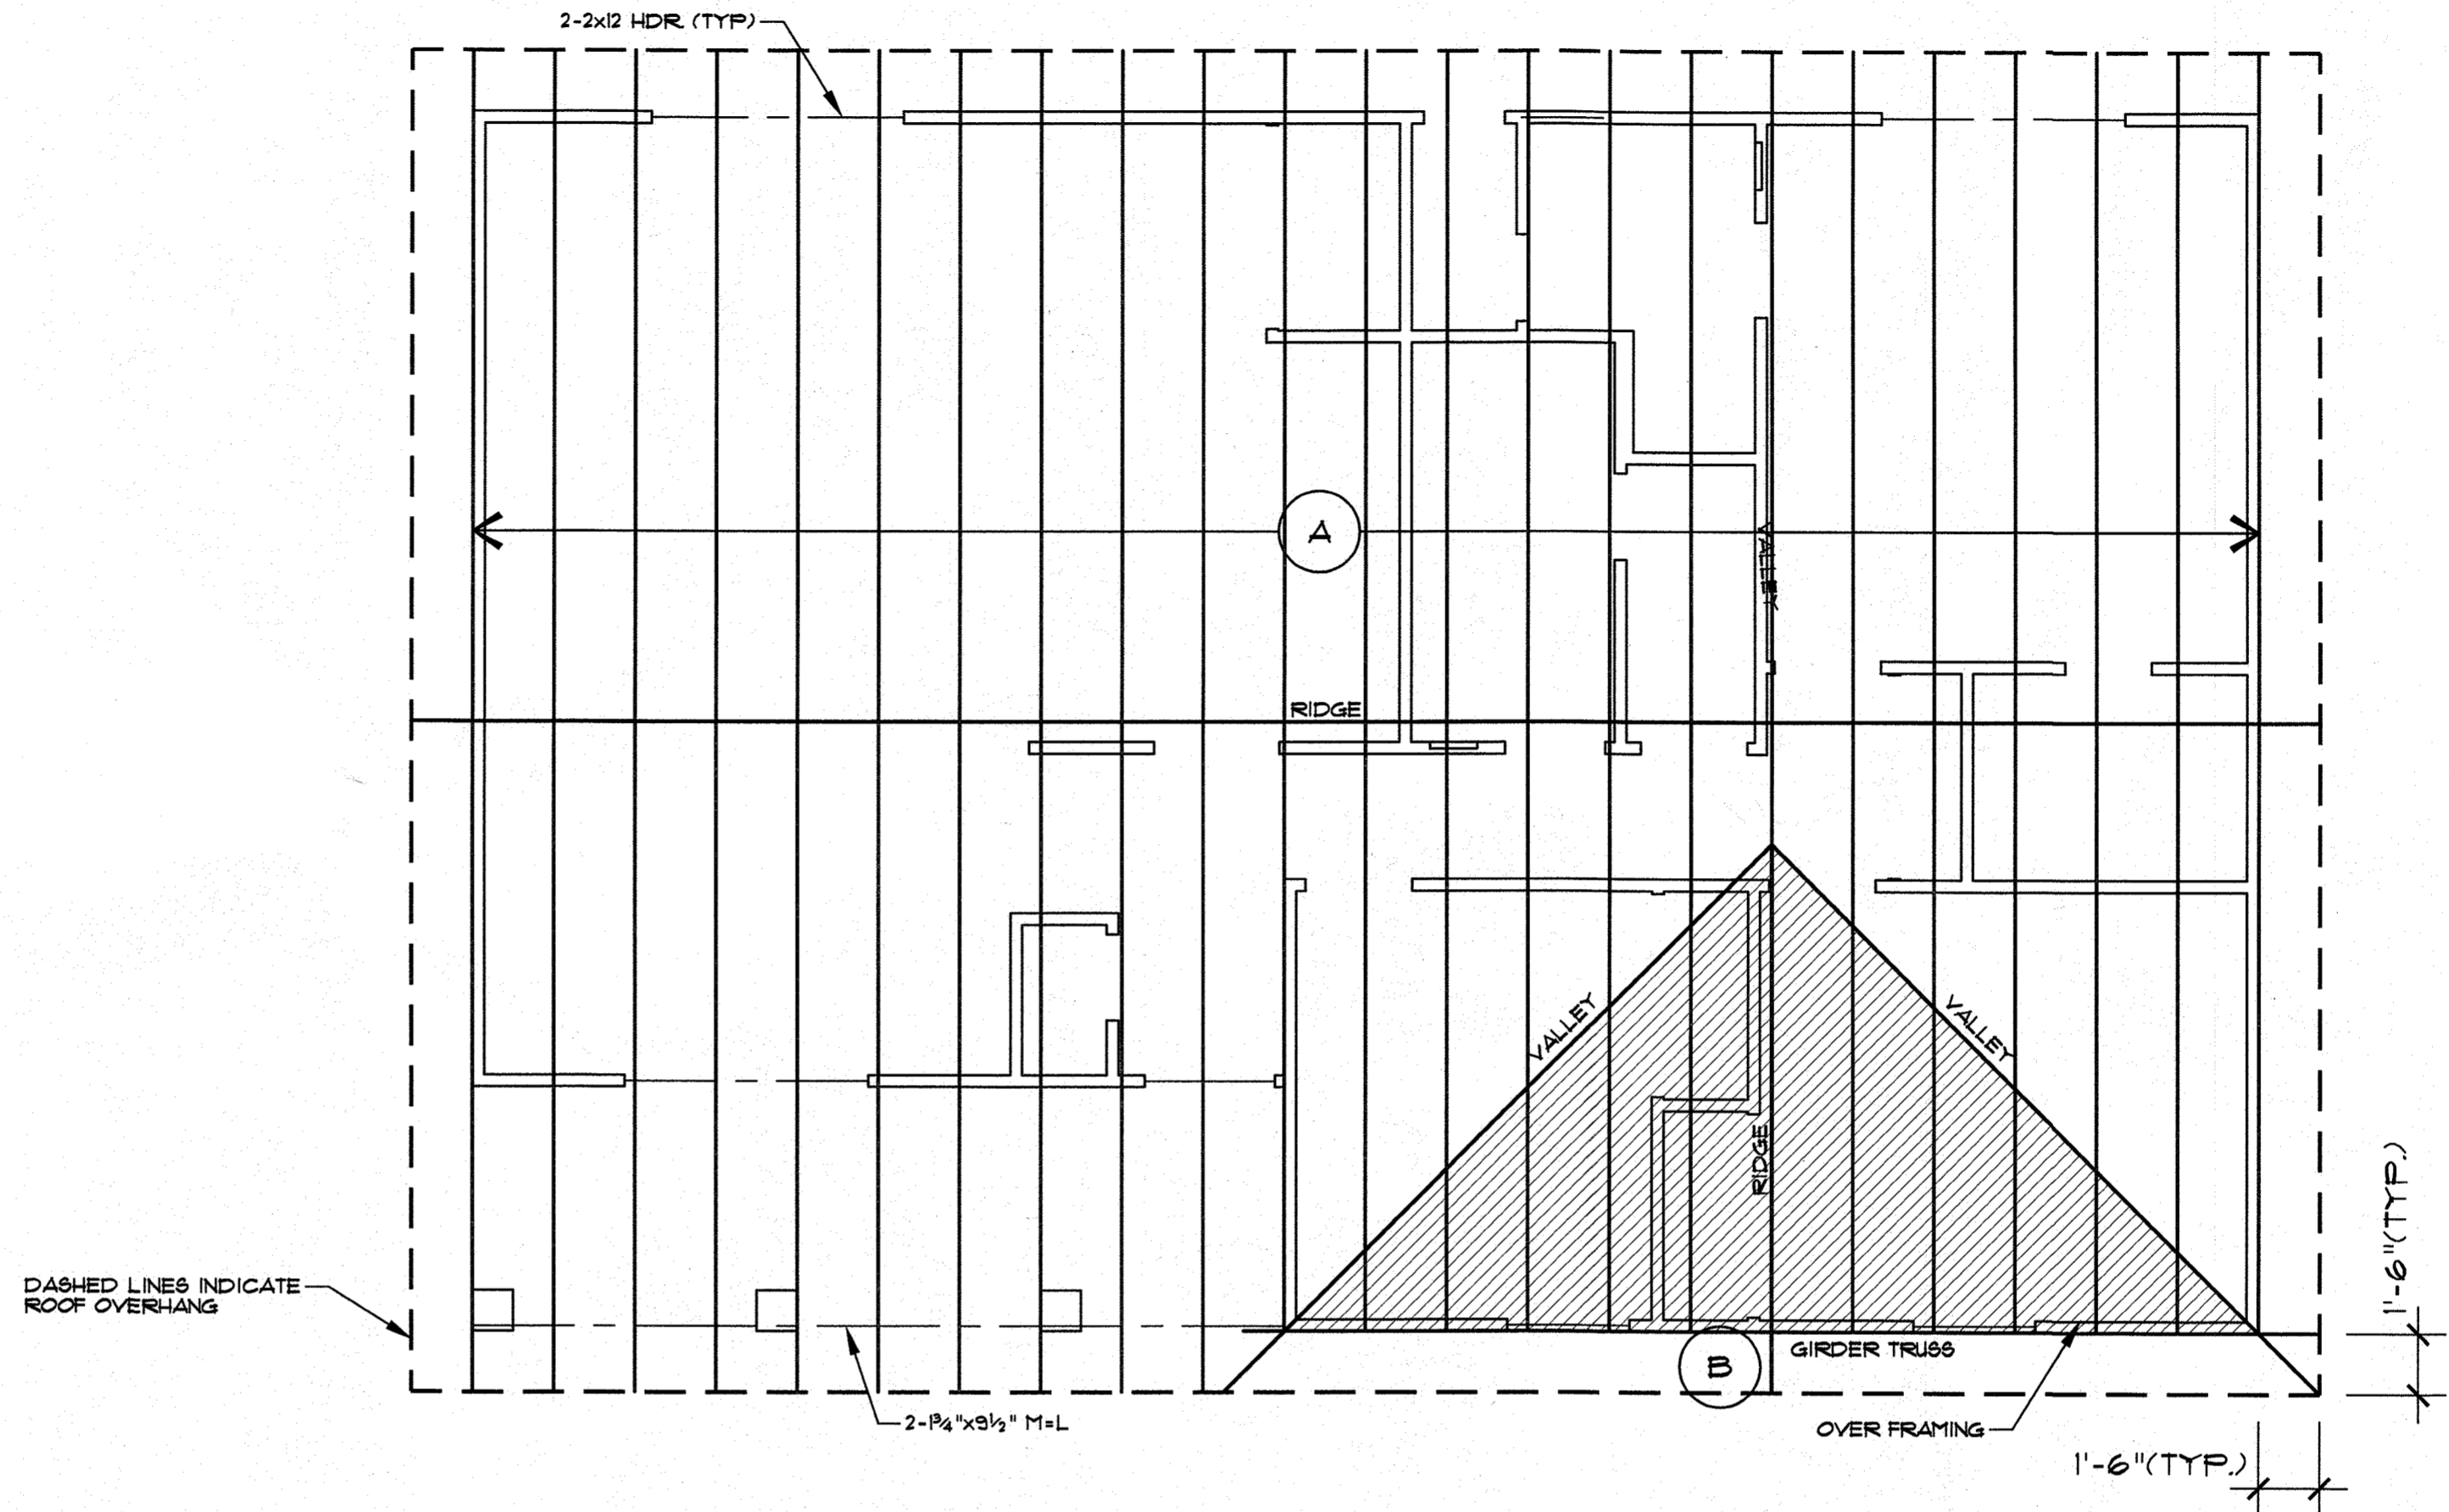 2-2x12 HDR. (TYP)
A
VALLEY
RIDGE
VALLEY
VALLEY
RIDGE
1'-6"(TYP.)
DASHED LINES INDICATE
ROOF OVERHANG
GIRDER TRUSS
B
2-1¾"x9½" M=L
OVER FRAMING
1'-6"(TYP.)